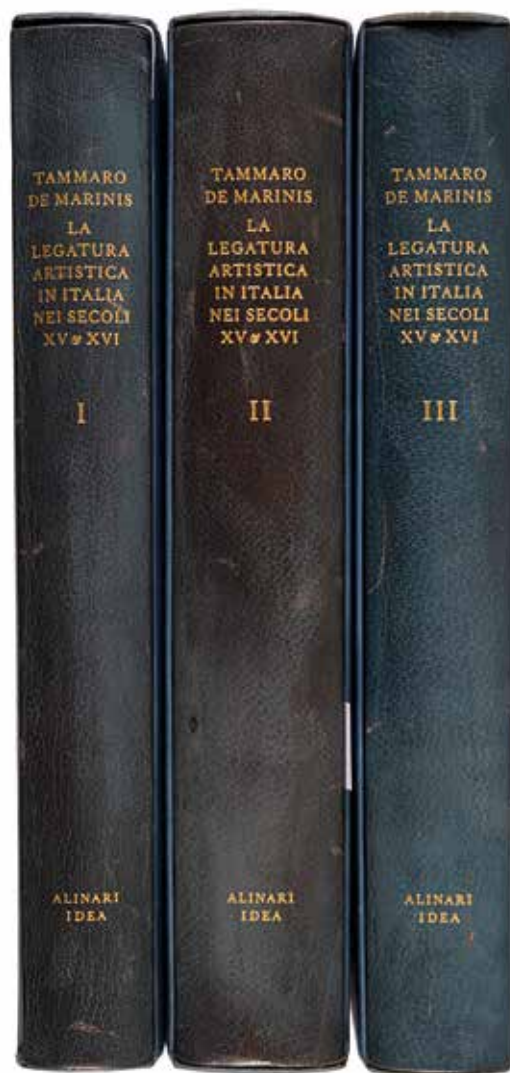 TAMMARO
DE MARINIS
LA
LEGATURA
ARTISTICA
IN ITALIA
NEI SECOLI
XV & XVI
I
ALINARI
IDEA
TAMMARO
DE MARINIS
LA
LEGATURA
ARTISTICA
IN ITALIA
NEI SECOLI
XV & XVI
II
ALINARI
IDEA
TAMMARO
DE MARINIS
LA
LEGATURA
ARTISTICA
IN ITALIA
NEI SECOLI
XV & XVI
III
ALINARI
IDEA